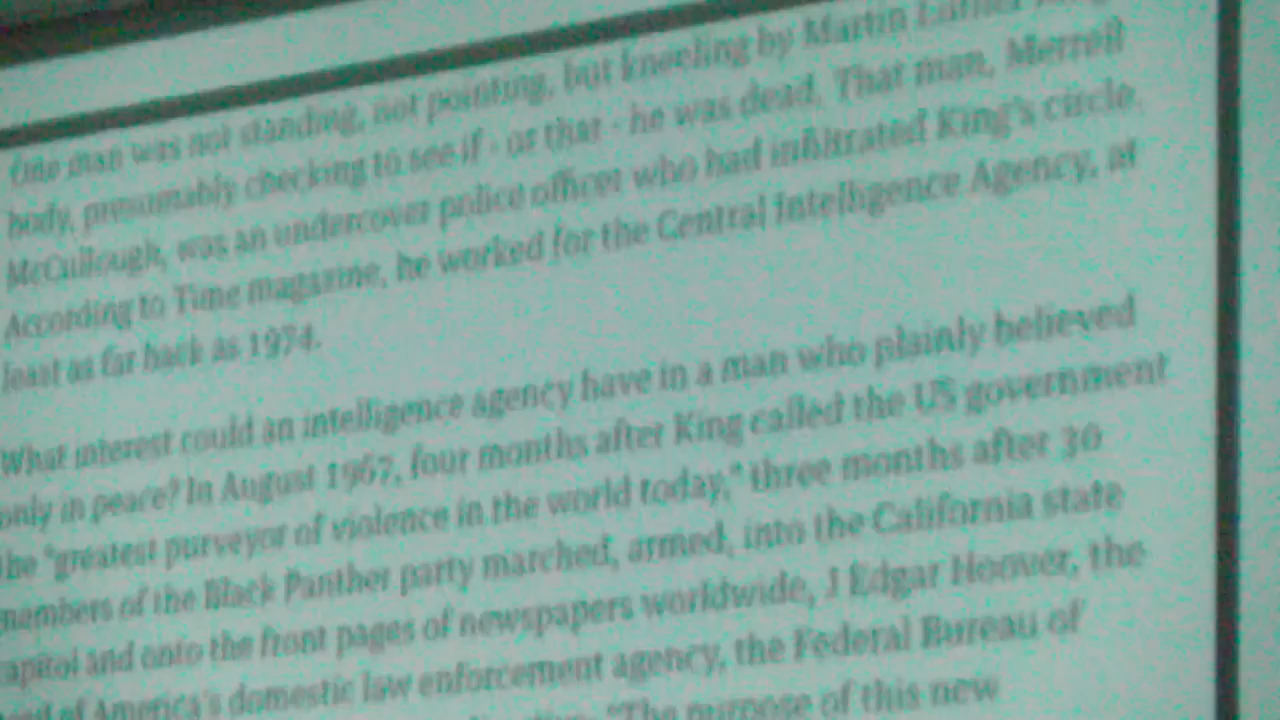 One man was not standing, not pointing, but kneeling by Martin Luther
body, presumably checking to see if - or that - he was dead. That man, Merrell
McCullough, was an undercover police officer who had infiltrated King's circle.
According to Time magazine, he worked for the Central Intelligence Agency, at
least as far back as 1974.
What interest could an intelligence agency have in a man who plainly believed
only in peace? In August 1967, four months after King called the US government
the "greatest purveyor of violence in the world today," three months after 30
members of the Black Panther party marched, armed, into the California state
capitol and onto the front pages of newspapers worldwide, J Edgar Hoover, the
of America's domestic law enforcement agency, the Federal Bureau of
"The purpose of this new